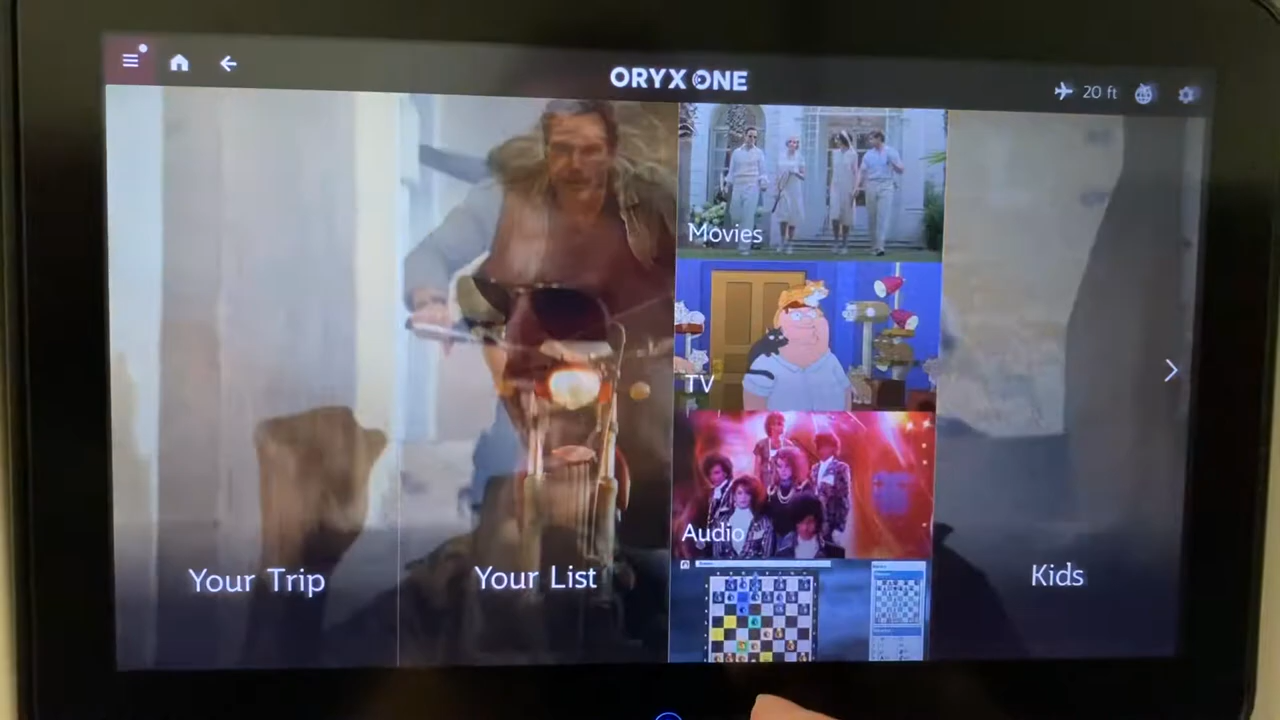 ORYX ONE
20 ft
Movies
TV
Audio
Your Trip
Your List
Kids